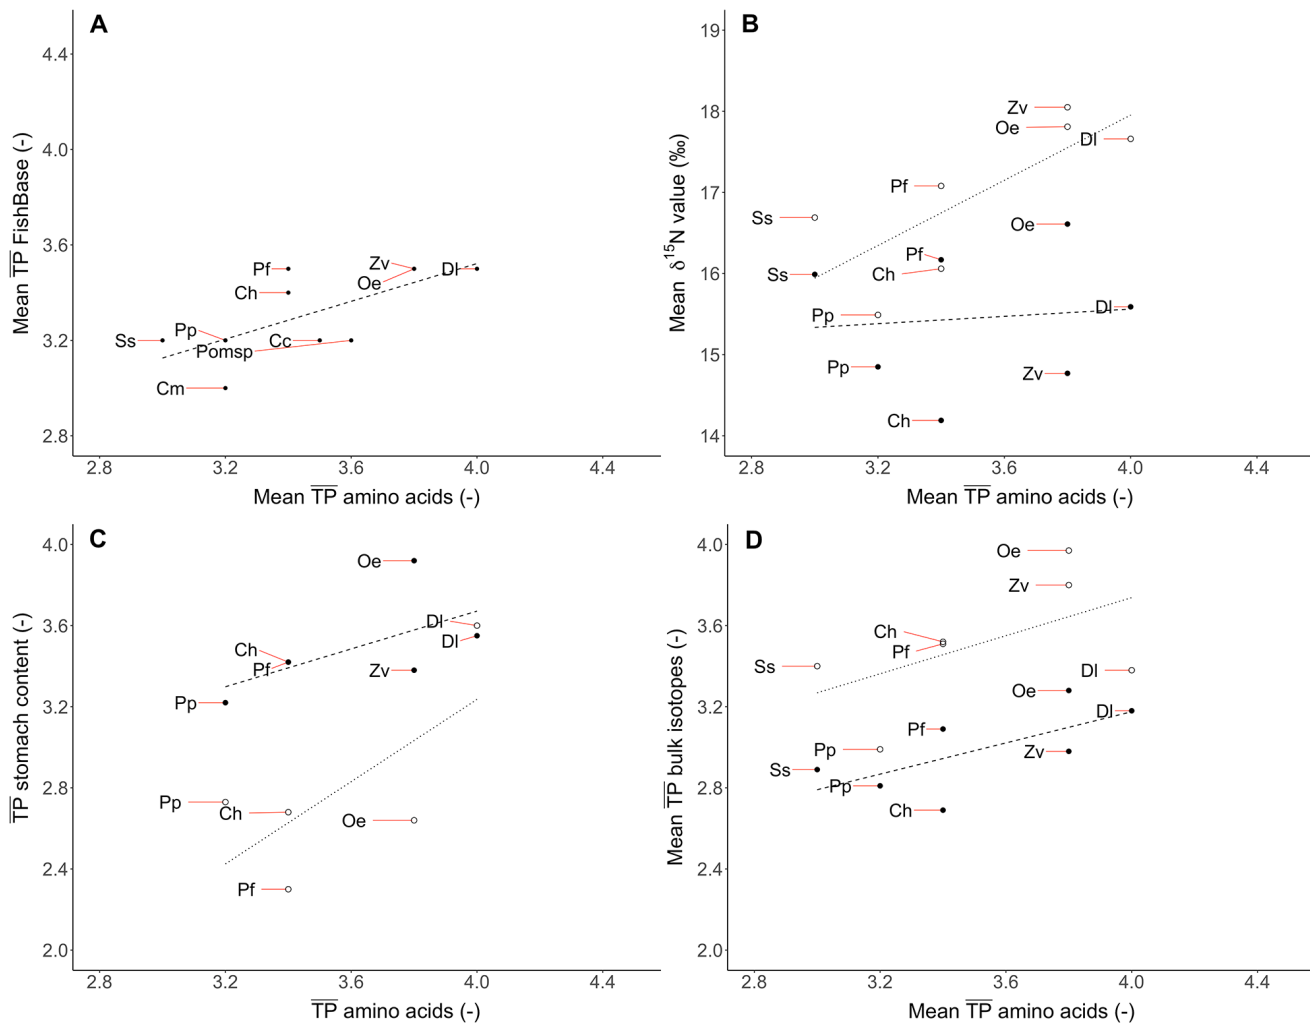 A
4.4
4.0
3.6
3.2
2.8
Mean TP FishBase (-)
Pf
Zv
Dl
Oe
Ch
Pp
Ss
Cc
Pomsp
Cm
2.8 3.2 3.6 4.0 4.4
Mean TP amino acids (-)
B
19
18
17
16
15
14
Mean δ15N value (‰)
Zv
Oe
Dl
Pf
Ss
Oe
Pf
Ch
Ss
Pp
Dl
Pp
Zv
Ch
2.8 3.2 3.6 4.0 4.4
Mean TP amino acids (-)
C
4.0
3.6
3.2
2.8
2.4
2.0
TP stomach content (-)
Oe
Dl
Dl
Ch
Pf
Zv
Pp
Pp
Ch
Oe
Pf
2.8 3.2 3.6 4.0 4.4
TP amino acids (-)
D
4.0
3.6
3.2
2.8
2.4
2.0
Mean TP bulk isotopes (-)
Oe
Zv
Ch
Pf
Ss
Dl
Oe
Dl
Pf
Pp
Zv
Ss
Pp
Ch
2.8 3.2 3.6 4.0 4.4
Mean TP amino acids (-)